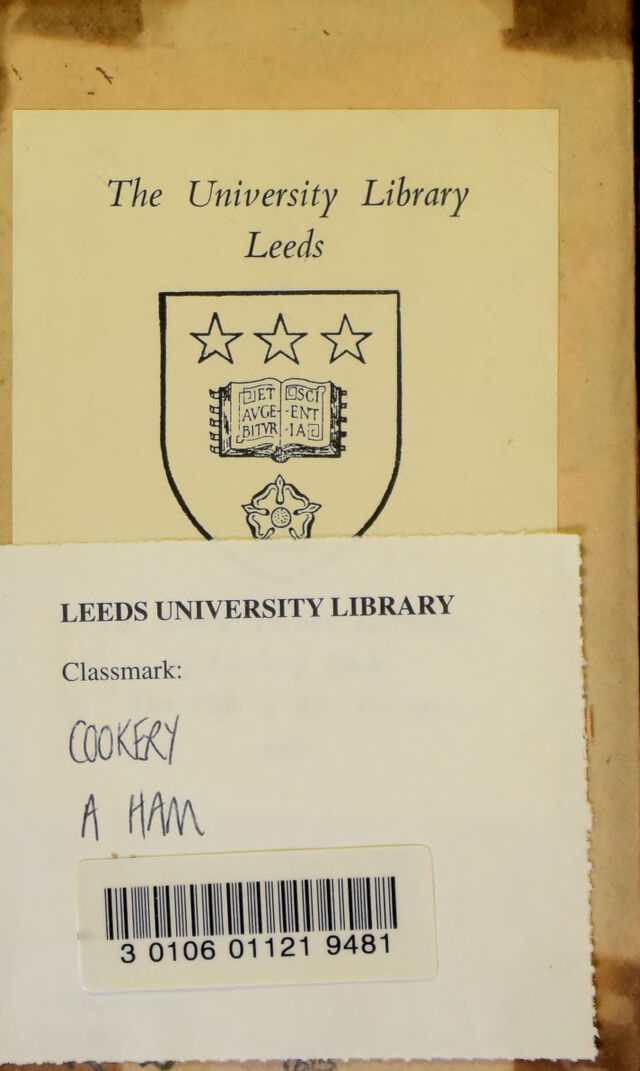 The University Library
Leeds
ET SCI
AVGE- -ENT
BITVR -IA
LEEDS UNIVERSITY LIBRARY
Classmark:
COOKERY
A HAM
3 0106 01121 9481